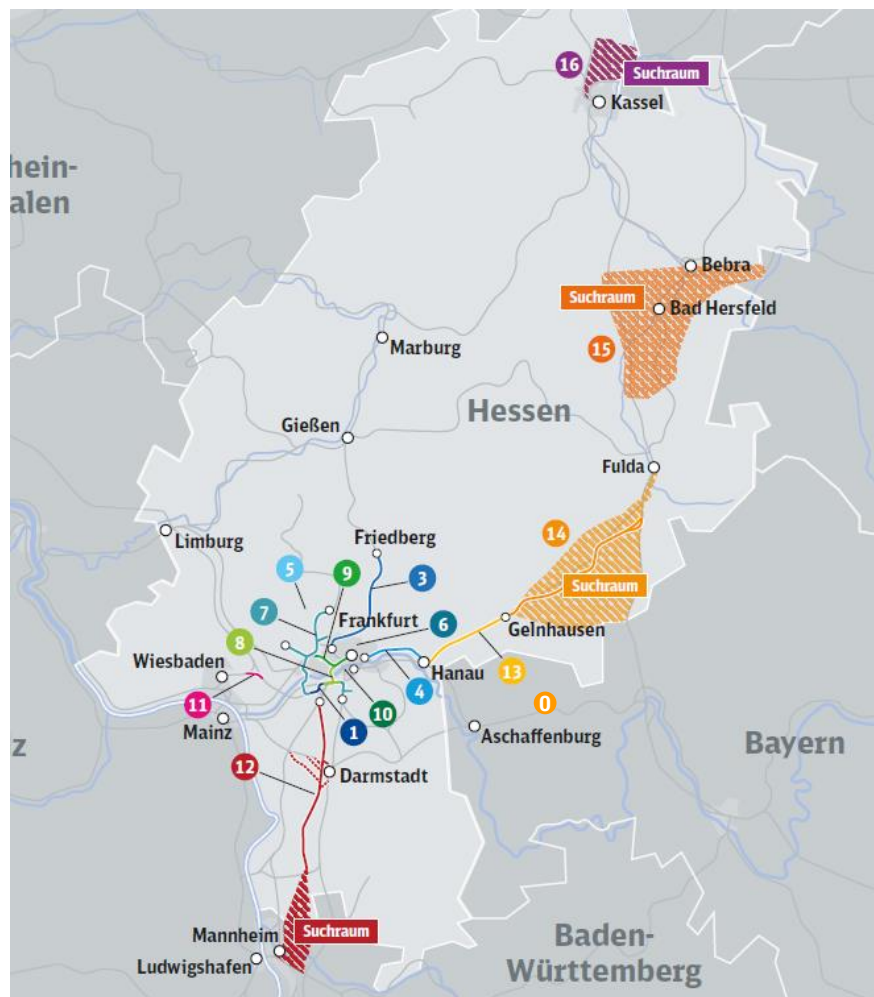 16
Suchraum
Kassel
hein-
alen
Bebra
Suchraum
Bad Hersfeld
15
Marburg
Hessen
Gießen
Fulda
Limburg
14
Friedberg
5
9
3
Suchraum
7
Frankfurt
6
Gelnhausen
8
Wiesbaden
Hanau
13
4
11
10
0
Mainz
1
Aschaffenburg
z
Bayern
12
Darmstadt
Mannheim
Suchraum
Ludwigshafen
Baden-
Württemberg